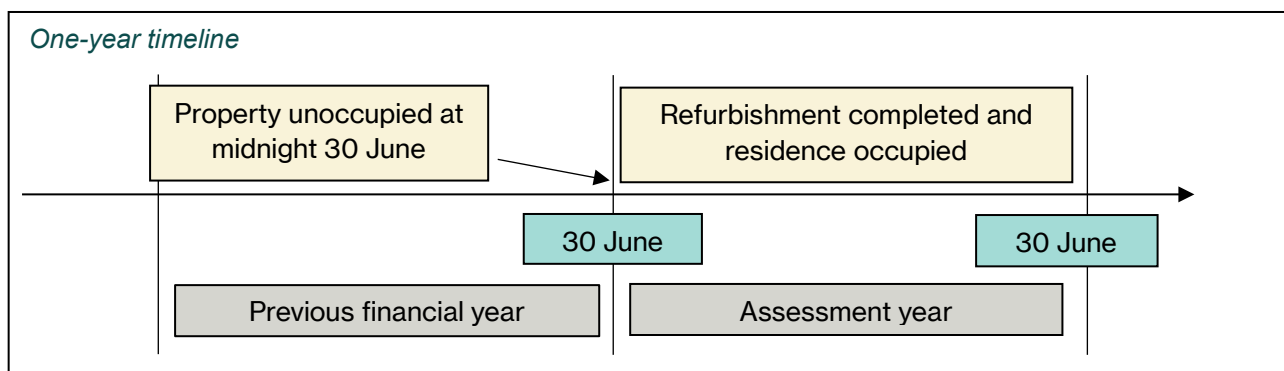 One-year timeline
Property unoccupied at
midnight 30 June
Refurbishment completed and
residence occupied
30 June
30 June
Previous financial year
Assessment year